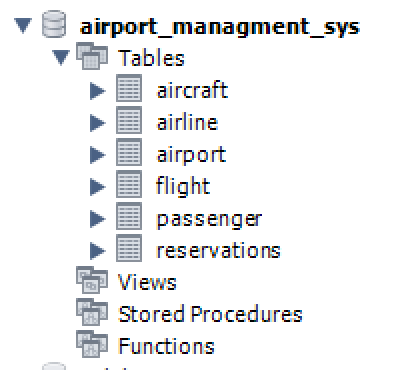 airport_managment_sys
Tables
aircraft
airline
airport
flight
passenger
reservations
Views
Stored Procedures
Functions